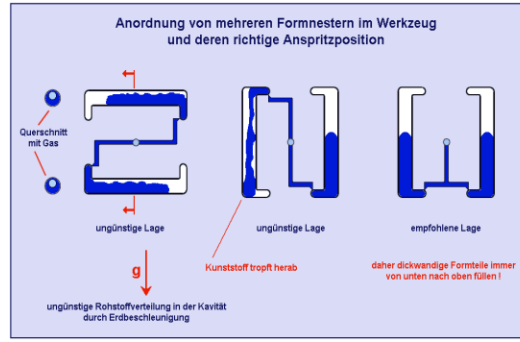 Anordnung von mehreren Formnestern im Werkzeug
und deren richtige Anspritzposition
Querschnitt
mit Gas
ungünstige Lage
ungünstige Lage
empfohlene Lage
g
Kunststoff tropft herab
daher dickwandige Formteile immer
von unten nach oben füllen !
ungünstige Rohstoffverteilung in der Kavität
durch Erdbeschleunigung